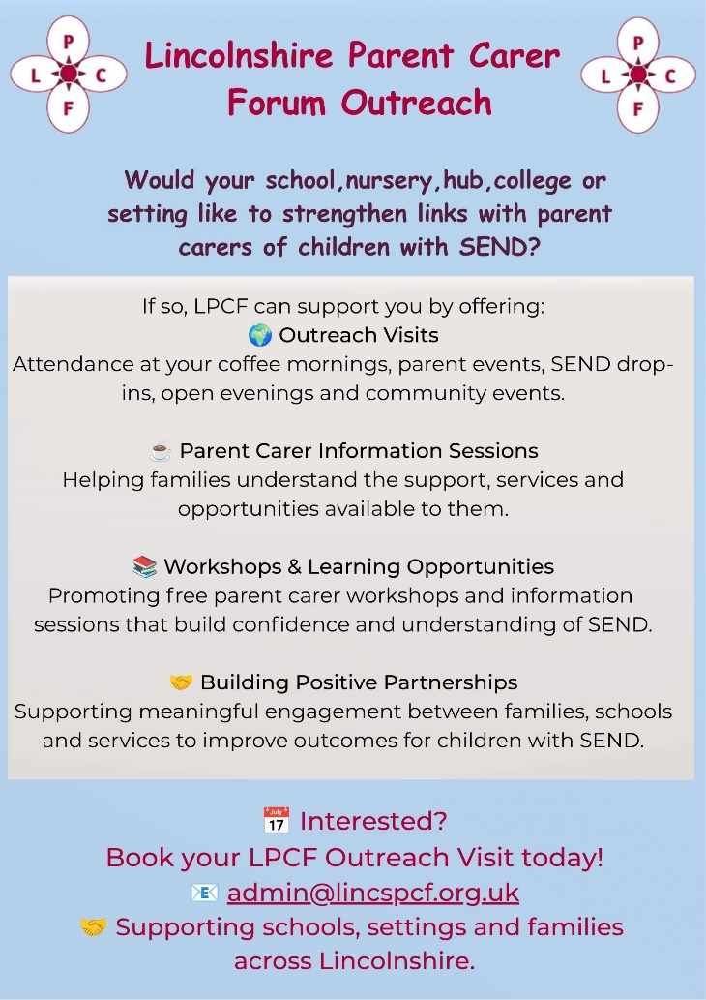 P
L C
F
Lincolnshire Parent Carer
Forum Outreach
P
L C
F
Would your school,nursery,hub,college or
setting like to strengthen links with parent
carers of children with SEND?
If so, LPCF can support you by offering:
🌍 Outreach Visits
Attendance at your coffee mornings, parent events, SEND drop-
ins, open evenings and community events.
☕ Parent Carer Information Sessions
Helping families understand the support, services and
opportunities available to them.
📚 Workshops & Learning Opportunities
Promoting free parent carer workshops and information
sessions that build confidence and understanding of SEND.
🤝 Building Positive Partnerships
Supporting meaningful engagement between families, schools
and services to improve outcomes for children with SEND.
📅 Interested?
Book your LPCF Outreach Visit today!
📧 admin@lincspcf.org.uk
🤝 Supporting schools, settings and families
across Lincolnshire.